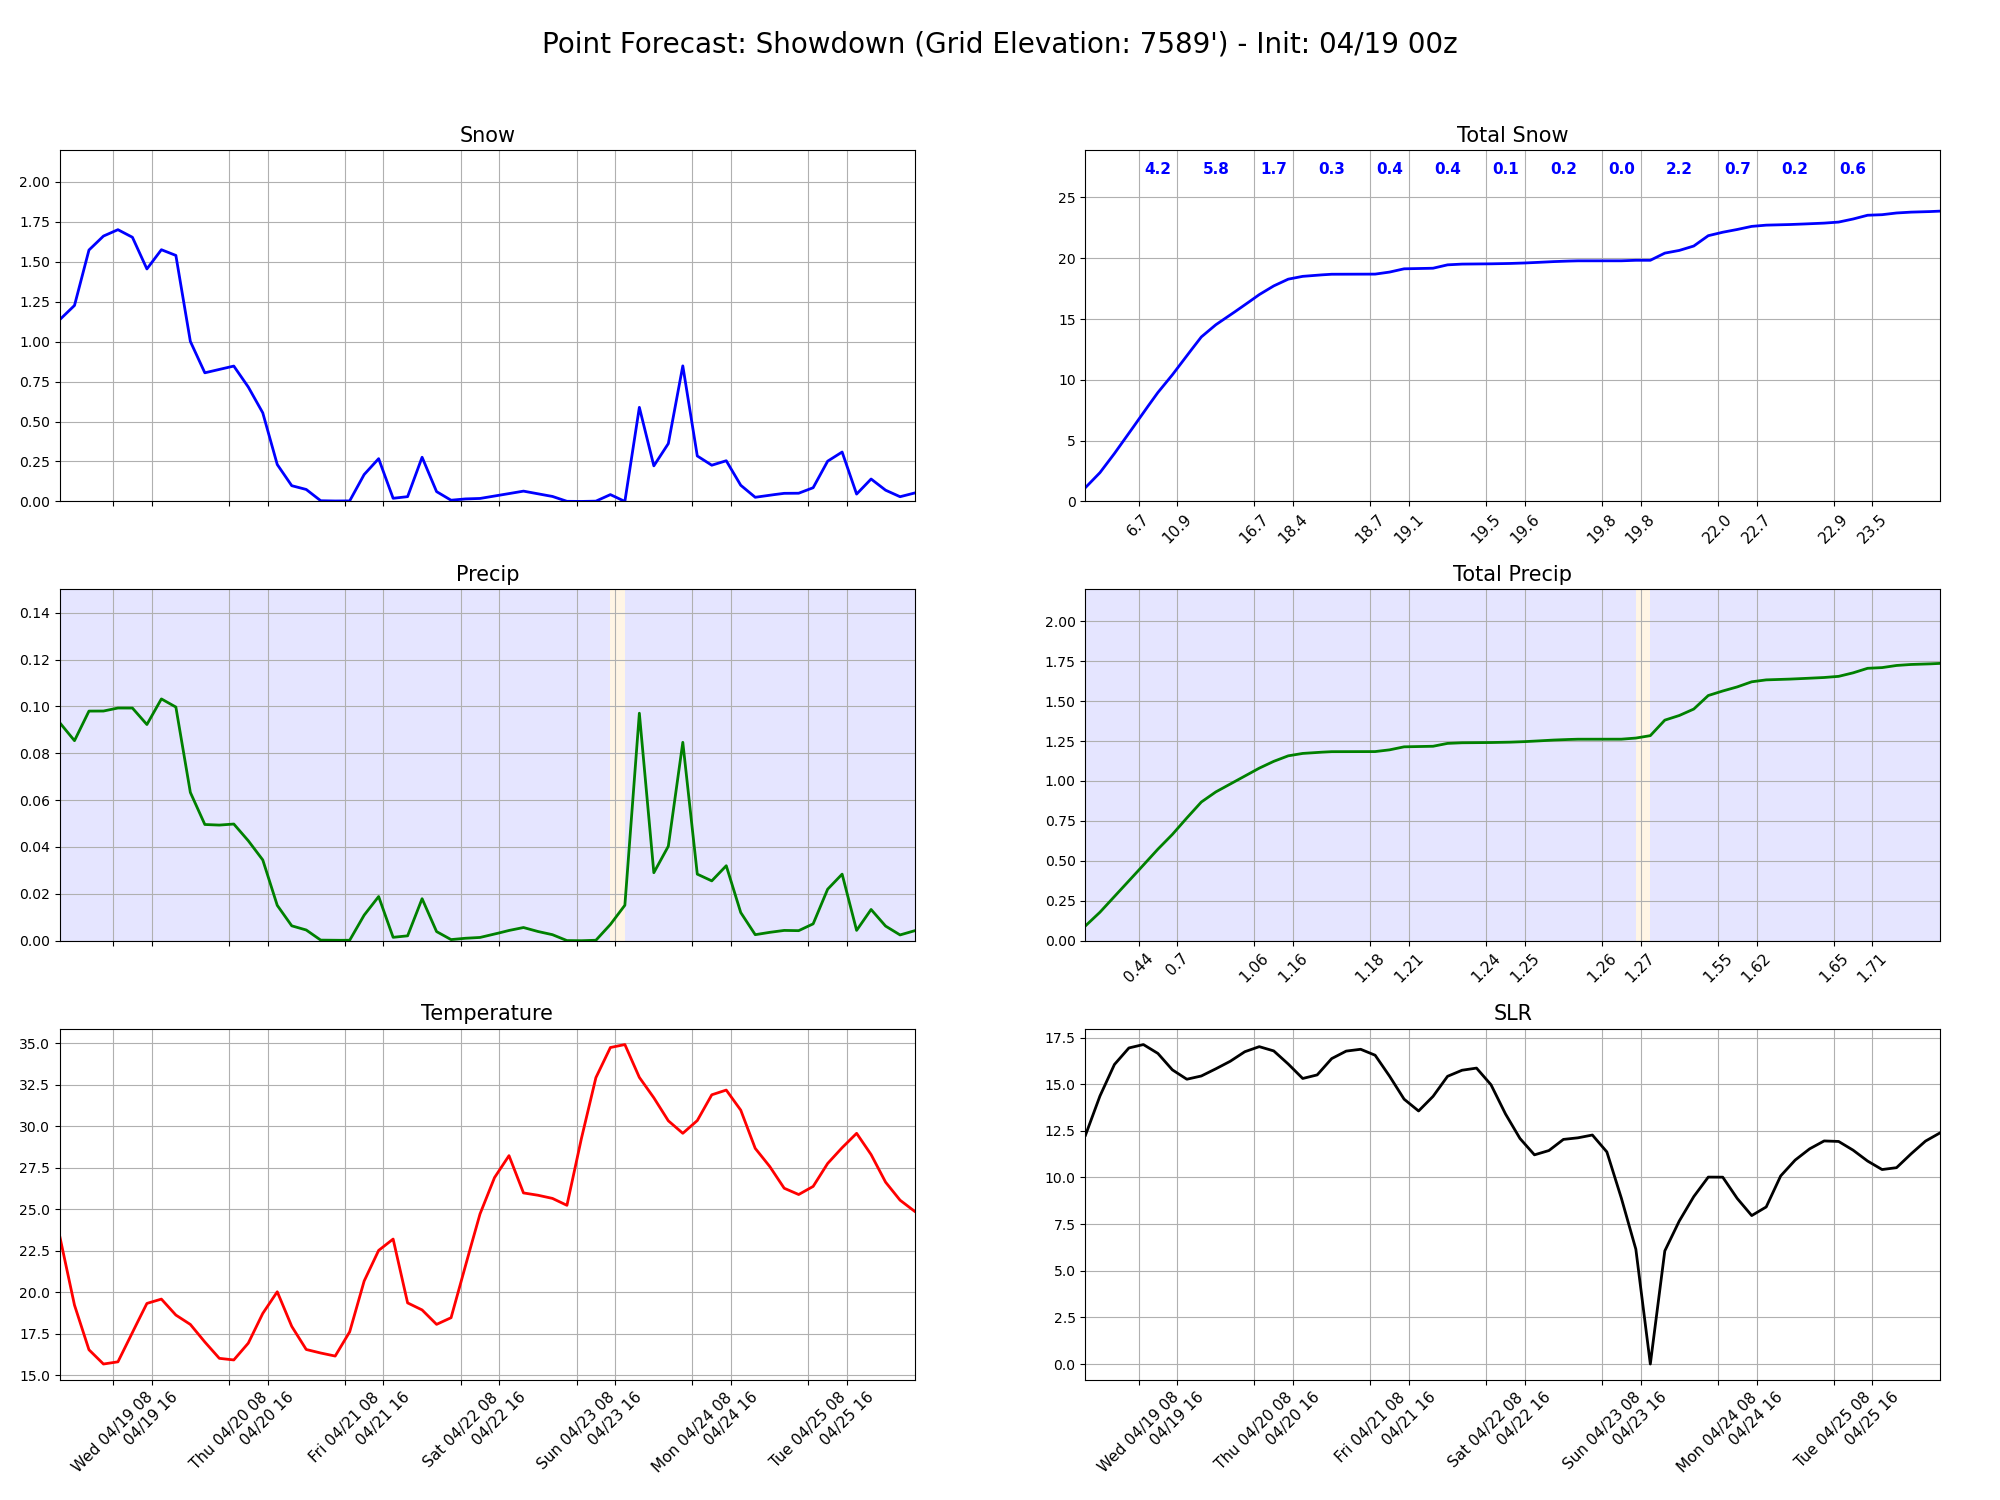 Point Forecast: Showdown (Grid Elevation: 7589') - Init: 04/19 00z
Snow
2.00
1.75
1.50
1.25
1.00
0.75
0.50
0.25
0.00
Total Snow
4.2 5.8 1.7 0.3 0.4 0.4 0.1 0.2 0.0 2.2 0.7 0.2 0.6
25
20
15
10
5
0
6.7 10.9 16.7 18.4 18.7 19.1 19.5 19.6 19.8 19.8 22.0 22.7 22.9 23.5
Precip
0.14
0.12
0.10
0.08
0.06
0.04
0.02
0.00
Total Precip
2.00
1.75
1.50
1.25
1.00
0.75
0.50
0.25
0.00
0.44 0.7 1.06 1.16 1.18 1.21 1.24 1.25 1.26 1.27 1.55 1.62 1.65 1.71
Temperature
35.0
32.5
30.0
27.5
25.0
22.5
20.0
17.5
15.0
Wed 04/19 08
04/19 16
Thu 04/20 08
04/20 16
Fri 04/21 08
04/21 16
Sat 04/22 08
04/22 16
Sun 04/23 08
04/23 16
Mon 04/24 08
04/24 16
Tue 04/25 08
04/25 16
SLR
17.5
15.0
12.5
10.0
7.5
5.0
2.5
0.0
Wed 04/19 08
04/19 16
Thu 04/20 08
04/20 16
Fri 04/21 08
04/21 16
Sat 04/22 08
04/22 16
Sun 04/23 08
04/23 16
Mon 04/24 08
04/24 16
Tue 04/25 08
04/25 16